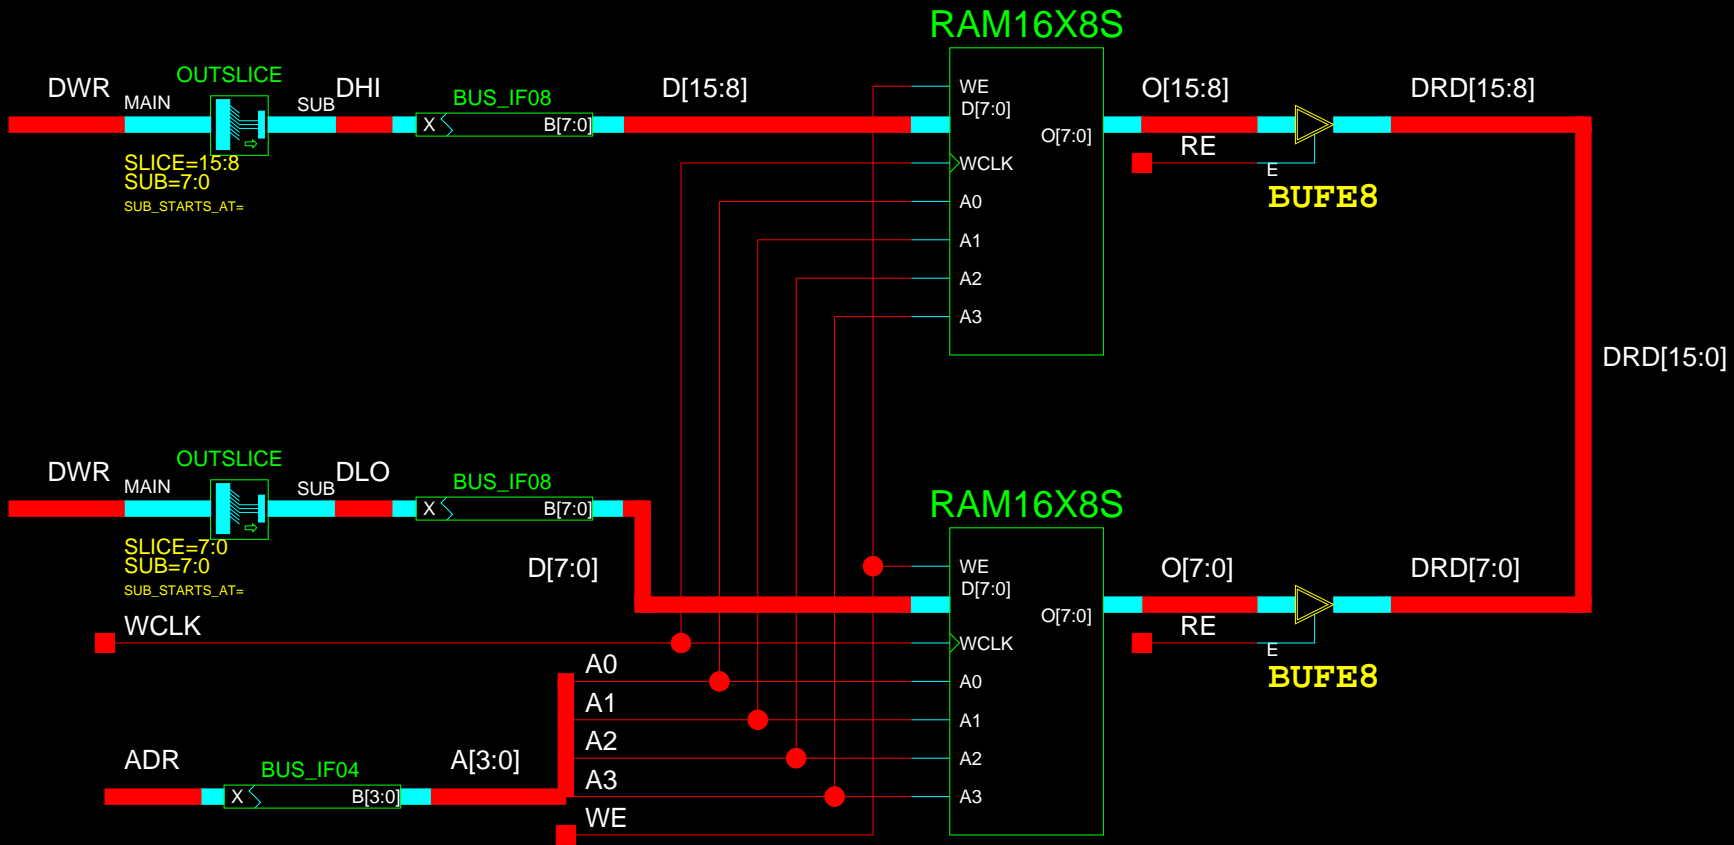 RAM16X8S
OUTSLICE
DWR
MAIN
SUB
DHI
BUS_IF08
X
B[7:0]
D[15:8]
SLICE=15:8
SUB=7:0
SUB_STARTS_AT=
WE
D[7:0]
O[7:0]
WCLK
A0
A1
A2
A3
O[15:8]
RE
E
BUFE8
DRD[15:8]
DRD[15:0]
OUTSLICE
DWR
MAIN
SUB
DLO
BUS_IF08
X
B[7:0]
SLICE=7:0
SUB=7:0
SUB_STARTS_AT=
D[7:0]
RAM16X8S
WE
D[7:0]
O[7:0]
WCLK
A0
A1
A2
A3
O[7:0]
RE
E
BUFE8
DRD[7:0]
WCLK
A0
A1
A2
A3
WE
ADR
BUS_IF04
X
B[3:0]
A[3:0]